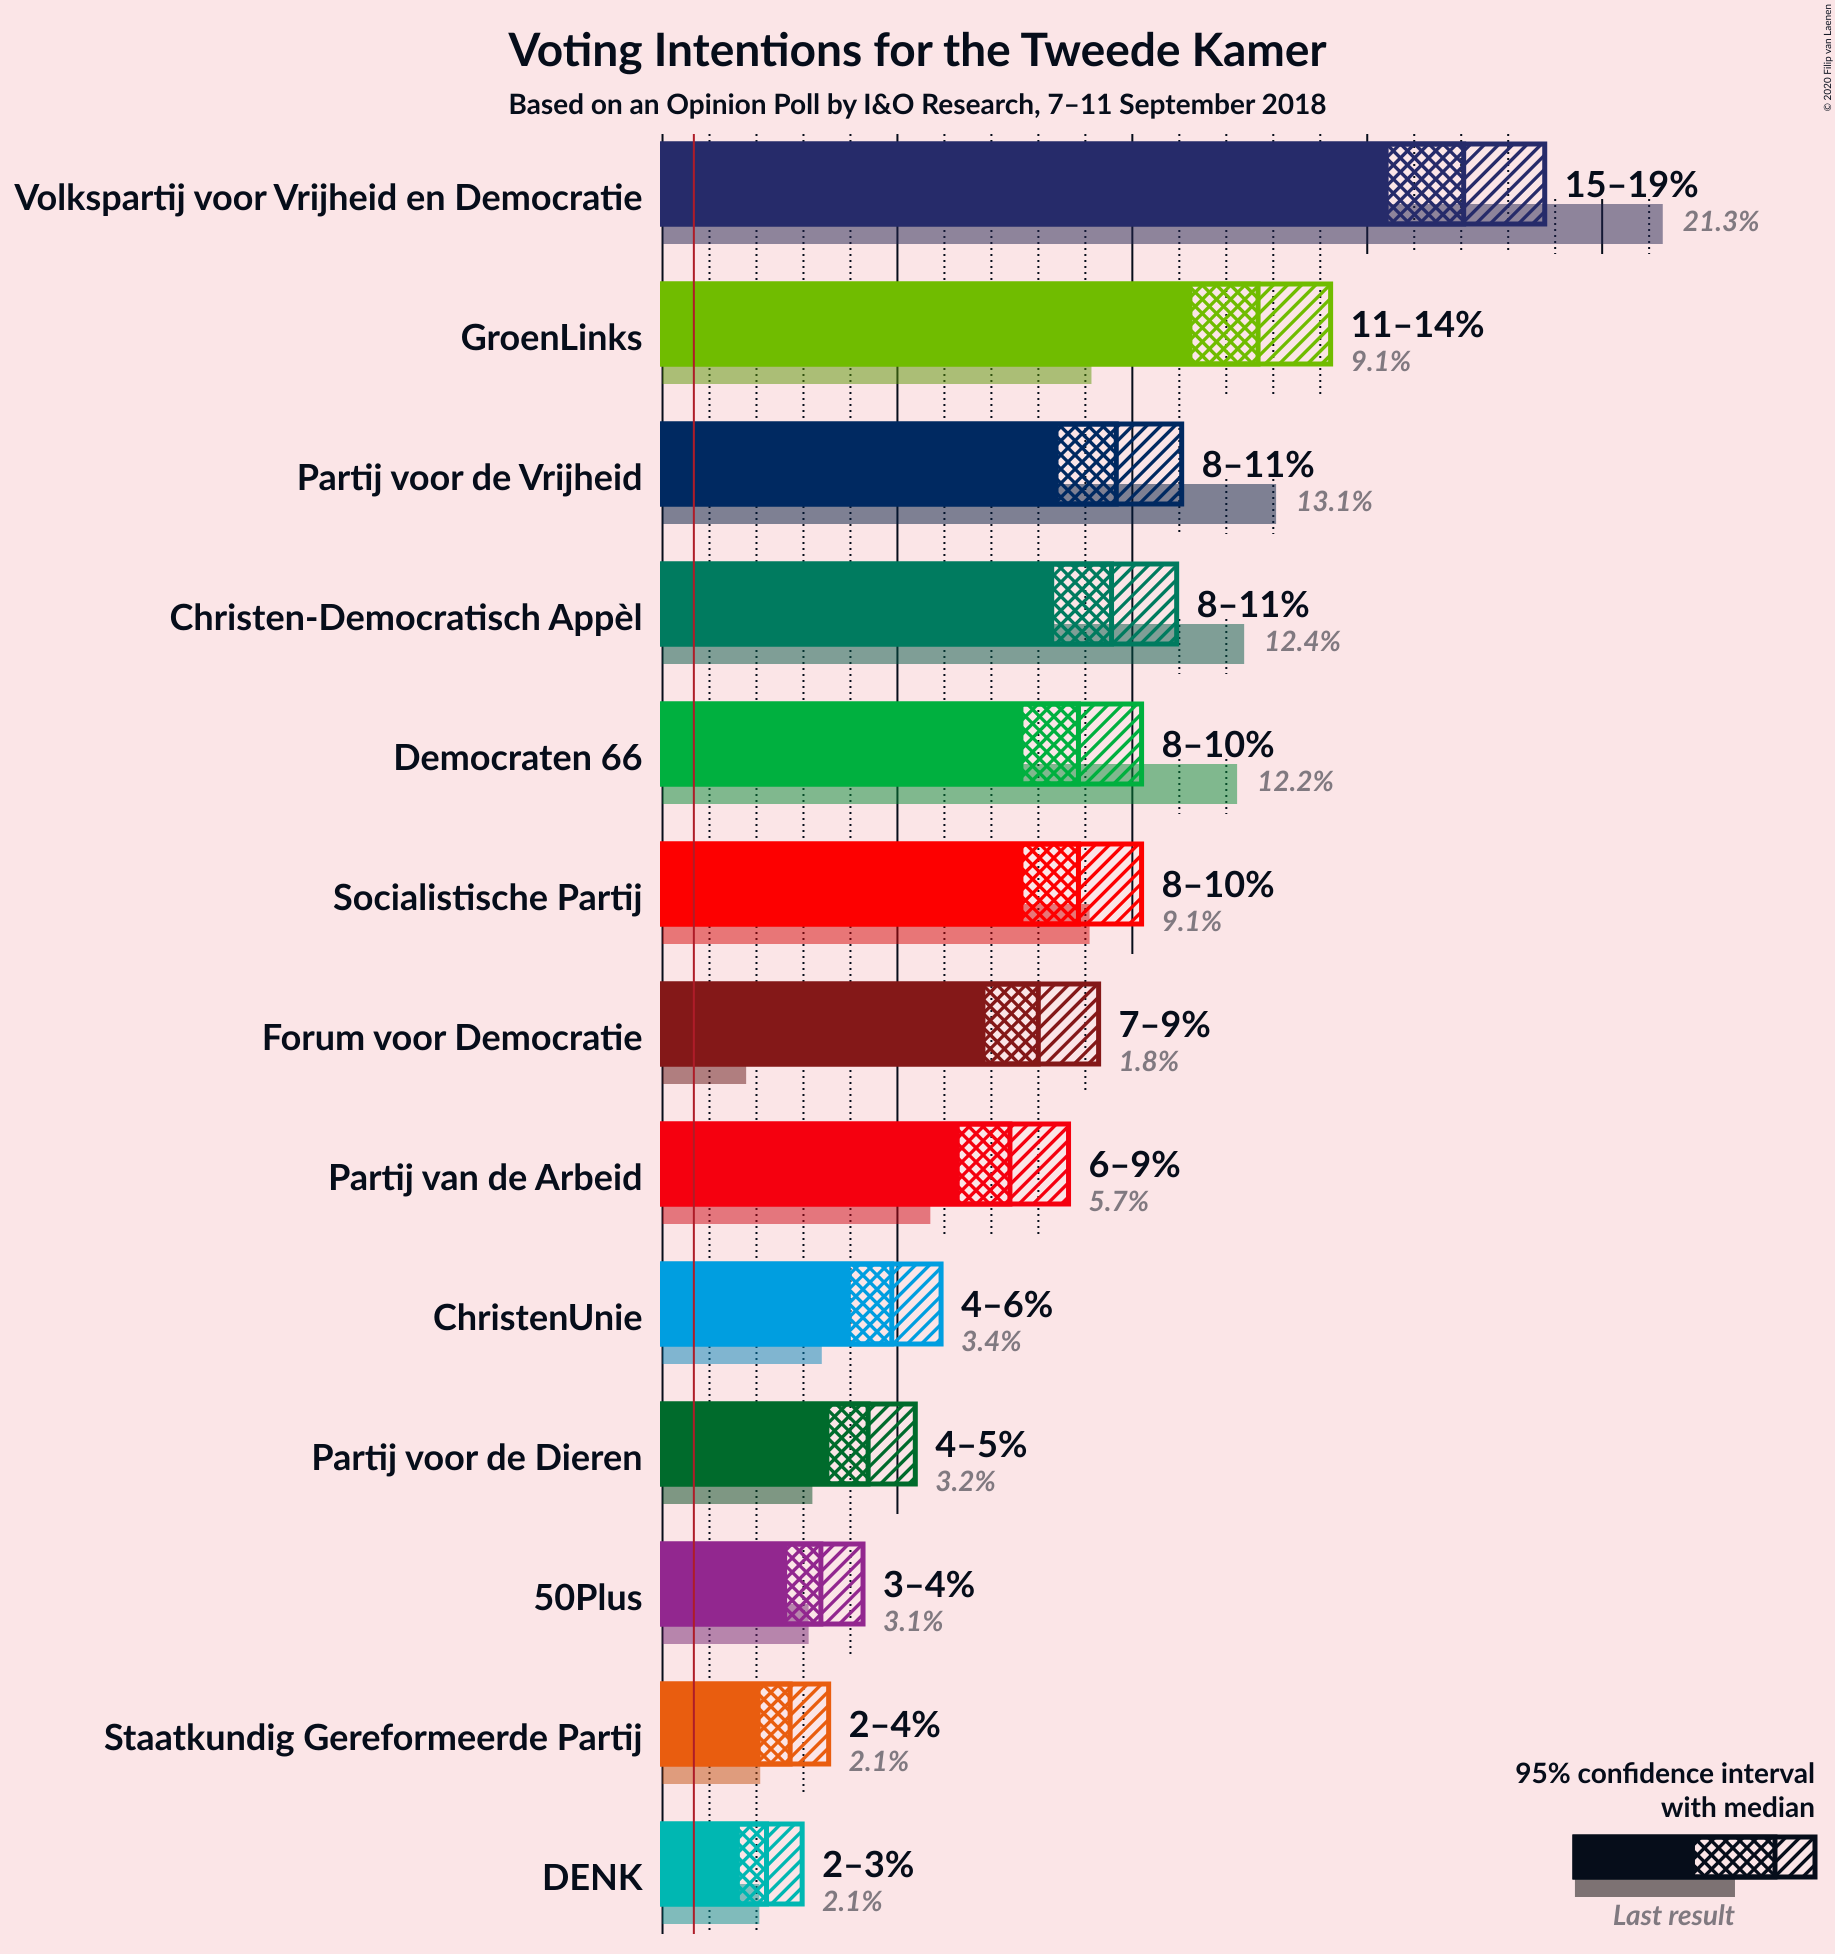 Voting Intentions for the Tweede Kamer
Based on an Opinion Poll by I&O Research, 7–11 September 2018
© 2020 Filip van Laenen
Volkspartij voor Vrijheid en Democratie
15–19%
21.3%
GroenLinks
11–14%
9.1%
Partij voor de Vrijheid
8–11%
13.1%
Christen-Democratisch Appèl
8–11%
12.4%
Democraten 66
8–10%
12.2%
Socialistische Partij
8–10%
9.1%
Forum voor Democratie
7–9%
1.8%
Partij van de Arbeid
6–9%
5.7%
ChristenUnie
4–6%
3.4%
Partij voor de Dieren
4–5%
3.2%
50Plus
3–4%
3.1%
Staatkundig Gereformeerde Partij
2–4%
2.1%
DENK
2–3%
2.1%
95% confidence interval
with median
Last result